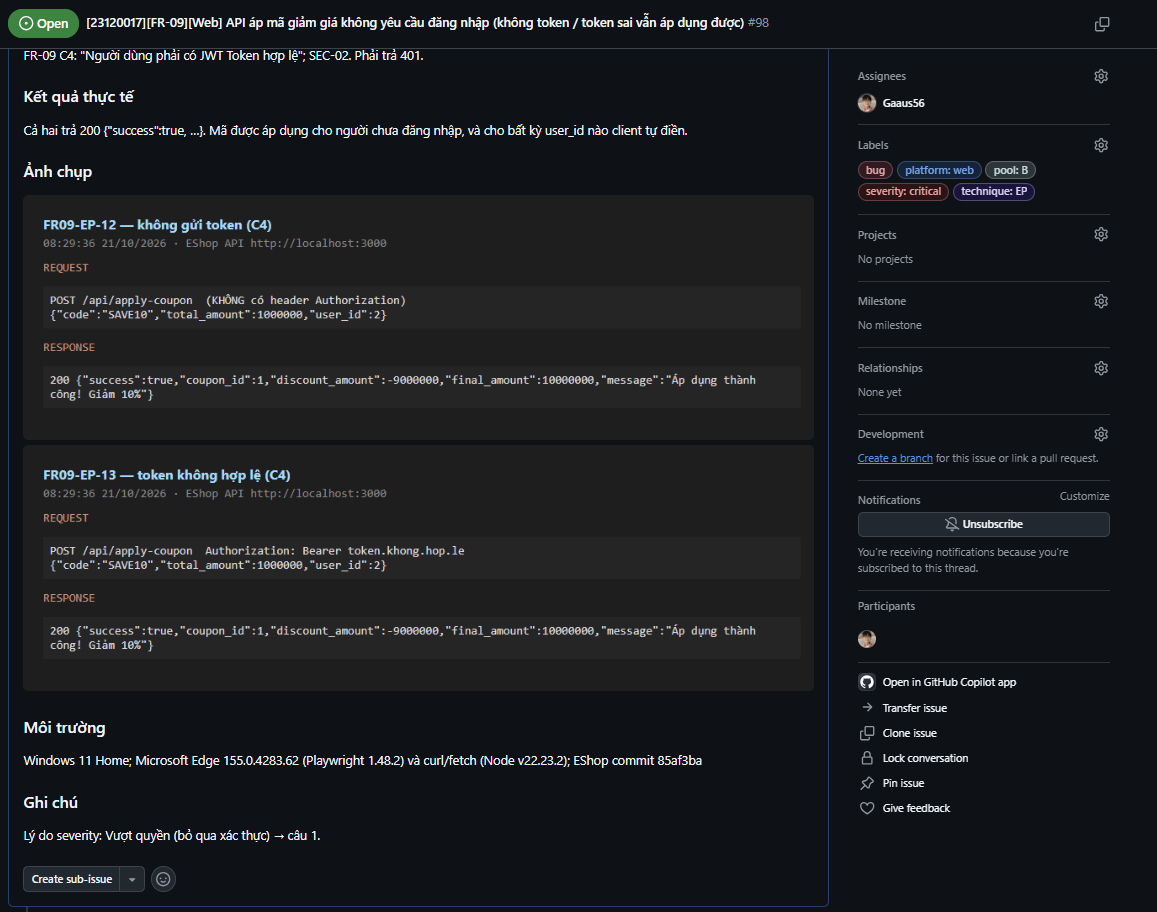 Open
[23120017][FR-09][Web] API áp mã giảm giá không yêu cầu đăng nhập (không token / token sai vẫn áp dụng được) #98
FR-09 C4: "Người dùng phải có JWT Token hợp lệ"; SEC-02. Phải trả 401.
Kết quả thực tế
Cả hai trả 200 {"success":true, ...}. Mã được áp dụng cho người chưa đăng nhập, và cho bất kỳ user_id nào client tự điền.
Ảnh chụp
FR09-EP-12 — không gửi token (C4)
08:29:36 21/10/2026 · EShop API http://localhost:3000
REQUEST
POST /api/apply-coupon  (KHÔNG có header Authorization)
{"code":"SAVE10","total_amount":1000000,"user_id":2}
RESPONSE
200 {"success":true,"coupon_id":1,"discount_amount":-9000000,"final_amount":10000000,"message":"Áp dụng thành
công! Giảm 10%"}
FR09-EP-13 — token không hợp lệ (C4)
08:29:36 21/10/2026 · EShop API http://localhost:3000
REQUEST
POST /api/apply-coupon  Authorization: Bearer token.khong.hop.le
{"code":"SAVE10","total_amount":1000000,"user_id":2}
RESPONSE
200 {"success":true,"coupon_id":1,"discount_amount":-9000000,"final_amount":10000000,"message":"Áp dụng thành
công! Giảm 10%"}
Môi trường
Windows 11 Home; Microsoft Edge 155.0.4283.62 (Playwright 1.48.2) và curl/fetch (Node v22.23.2); EShop commit 85af3ba
Ghi chú
Lý do severity: Vượt quyền (bỏ qua xác thực) → câu 1.
Create sub-issue
Assignees
Gaaus56
Labels
bug platform: web pool: B
severity: critical technique: EP
Projects
No projects
Milestone
No milestone
Relationships
None yet
Development
Create a branch for this issue or link a pull request.
Notifications Customize
Unsubscribe
You're receiving notifications because you're
subscribed to this thread.
Participants
Open in GitHub Copilot app
Transfer issue
Clone issue
Lock conversation
Pin issue
Give feedback